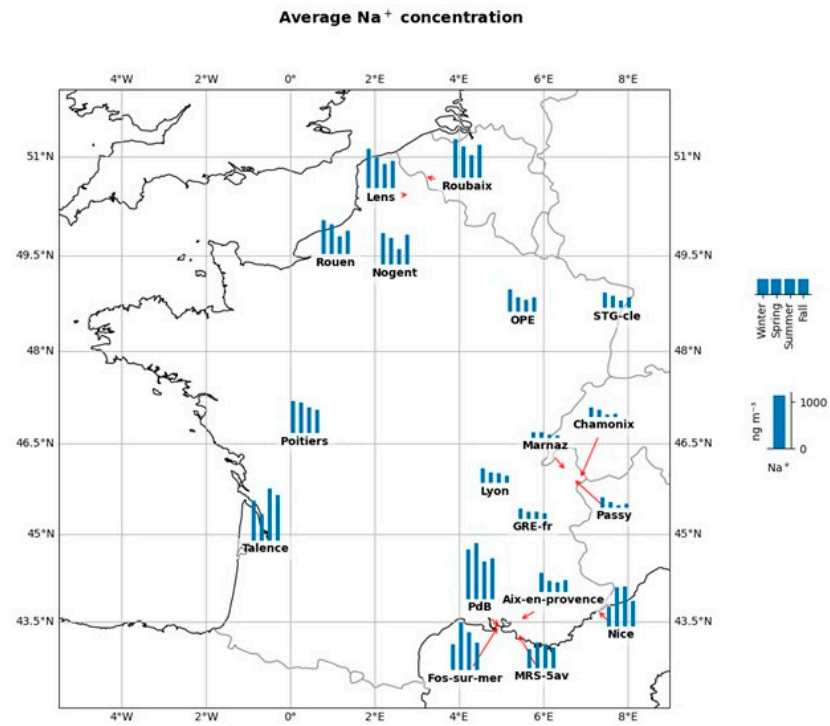 Average Na⁺ concentration
4°W 2°W 0° 2°E 4°E 6°E 8°E
51°N 51°N
Roubaix
Lens
Rouen
49.5°N 49.5°N
Nogent
OPE
STG-cle
Winter
Spring
Summer
Fall
48°N 48°N
1000
ng m⁻³
0
Na⁺
Chamonix
Poitiers
Marnaz
46.5°N 46.5°N
Lyon
Passy
GRE-fr
45°N 45°N
Talence
PdB
Aix-en-provence
43.5°N 43.5°N
Nice
Fos-sur-mer
MRS-5av
4°W 2°W 0° 2°E 4°E 6°E 8°E